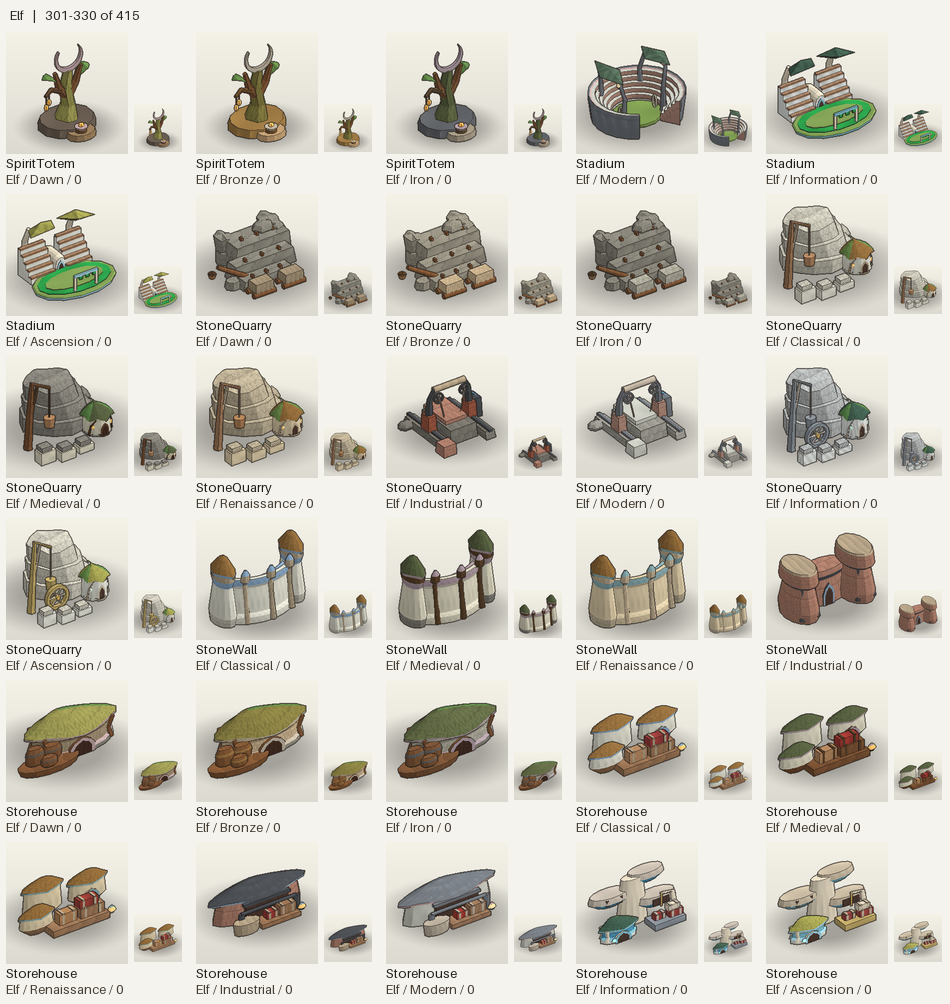 Elf | 301-330 of 415
SpiritTotem
Elf / Dawn / 0
SpiritTotem
Elf / Bronze / 0
SpiritTotem
Elf / Iron / 0
Stadium
Elf / Modern / 0
Stadium
Elf / Information / 0
Stadium
Elf / Ascension / 0
StoneQuarry
Elf / Dawn / 0
StoneQuarry
Elf / Bronze / 0
StoneQuarry
Elf / Iron / 0
StoneQuarry
Elf / Classical / 0
StoneQuarry
Elf / Medieval / 0
StoneQuarry
Elf / Renaissance / 0
StoneQuarry
Elf / Industrial / 0
StoneQuarry
Elf / Modern / 0
StoneQuarry
Elf / Information / 0
StoneQuarry
Elf / Ascension / 0
StoneWall
Elf / Classical / 0
StoneWall
Elf / Medieval / 0
StoneWall
Elf / Renaissance / 0
StoneWall
Elf / Industrial / 0
Storehouse
Elf / Dawn / 0
Storehouse
Elf / Bronze / 0
Storehouse
Elf / Iron / 0
Storehouse
Elf / Classical / 0
Storehouse
Elf / Medieval / 0
Storehouse
Elf / Renaissance / 0
Storehouse
Elf / Industrial / 0
Storehouse
Elf / Modern / 0
Storehouse
Elf / Information / 0
Storehouse
Elf / Ascension / 0